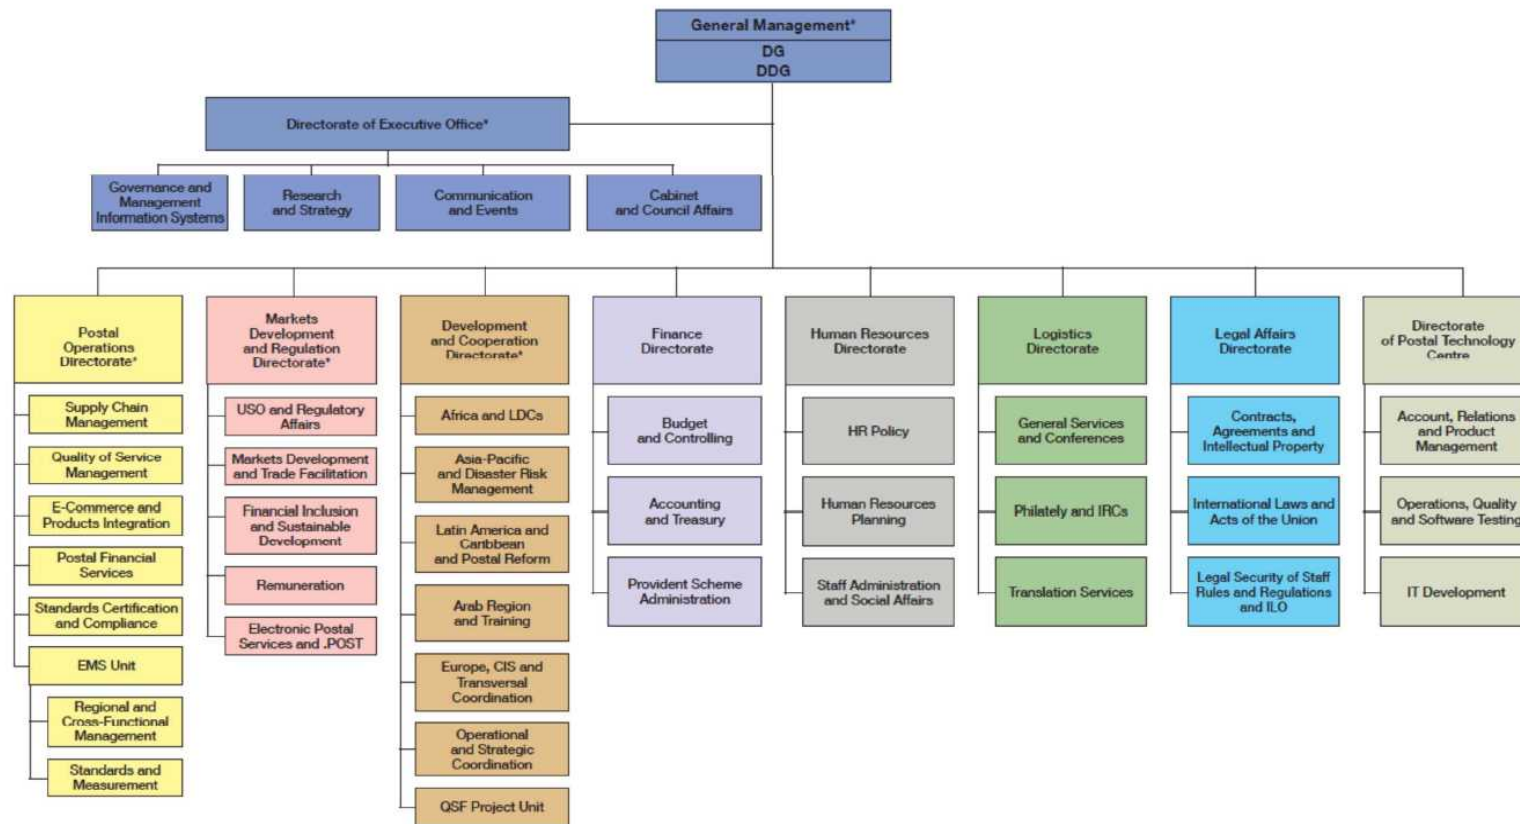 General Management*
DG
DDG
Directorate of Executive Office*
Governance and
Management
Information Systems
Research
and Strategy
Communication
and Events
Cabinet
and Council Affairs
Postal
Operations
Directorate*
Supply Chain
Management
Quality of Service
Management
E-Commerce and
Products Integration
Postal Financial
Services
Standards Certification
and Compliance
EMS Unit
Regional and
Cross-Functional
Management
Standards and
Measurement
Markets
Development
and Regulation
Directorate*
USO and Regulatory
Affairs
Markets Development
and Trade Facilitation
Financial Inclusion
and Sustainable
Development
Remuneration
Electronic Postal
Services and .POST
Development
and Cooperation
Directorate*
Africa and LDCs
Asia-Pacific
and Disaster Risk
Management
Latin America and
Caribbean
and Postal Reform
Arab Region
and Training
Europe, CIS and
Transversal
Coordination
Operational
and Strategic
Coordination
QSF Project Unit
Finance
Directorate
Budget
and Controlling
Accounting
and Treasury
Provident Scheme
Administration
Human Resources
Directorate
HR Policy
Human Resources
Planning
Staff Administration
and Social Affairs
Logistics
Directorate
General Services
and Conferences
Philately and IRCs
Translation Services
Legal Affairs
Directorate
Contracts,
Agreements and
Intellectual Property
International Laws and
Acts of the Union
Legal Security of Staff
Rules and Regulations
and ILO
Directorate
of Postal Technology
Centre
Account, Relations
and Product
Management
Operations, Quality
and Software Testing
IT Development